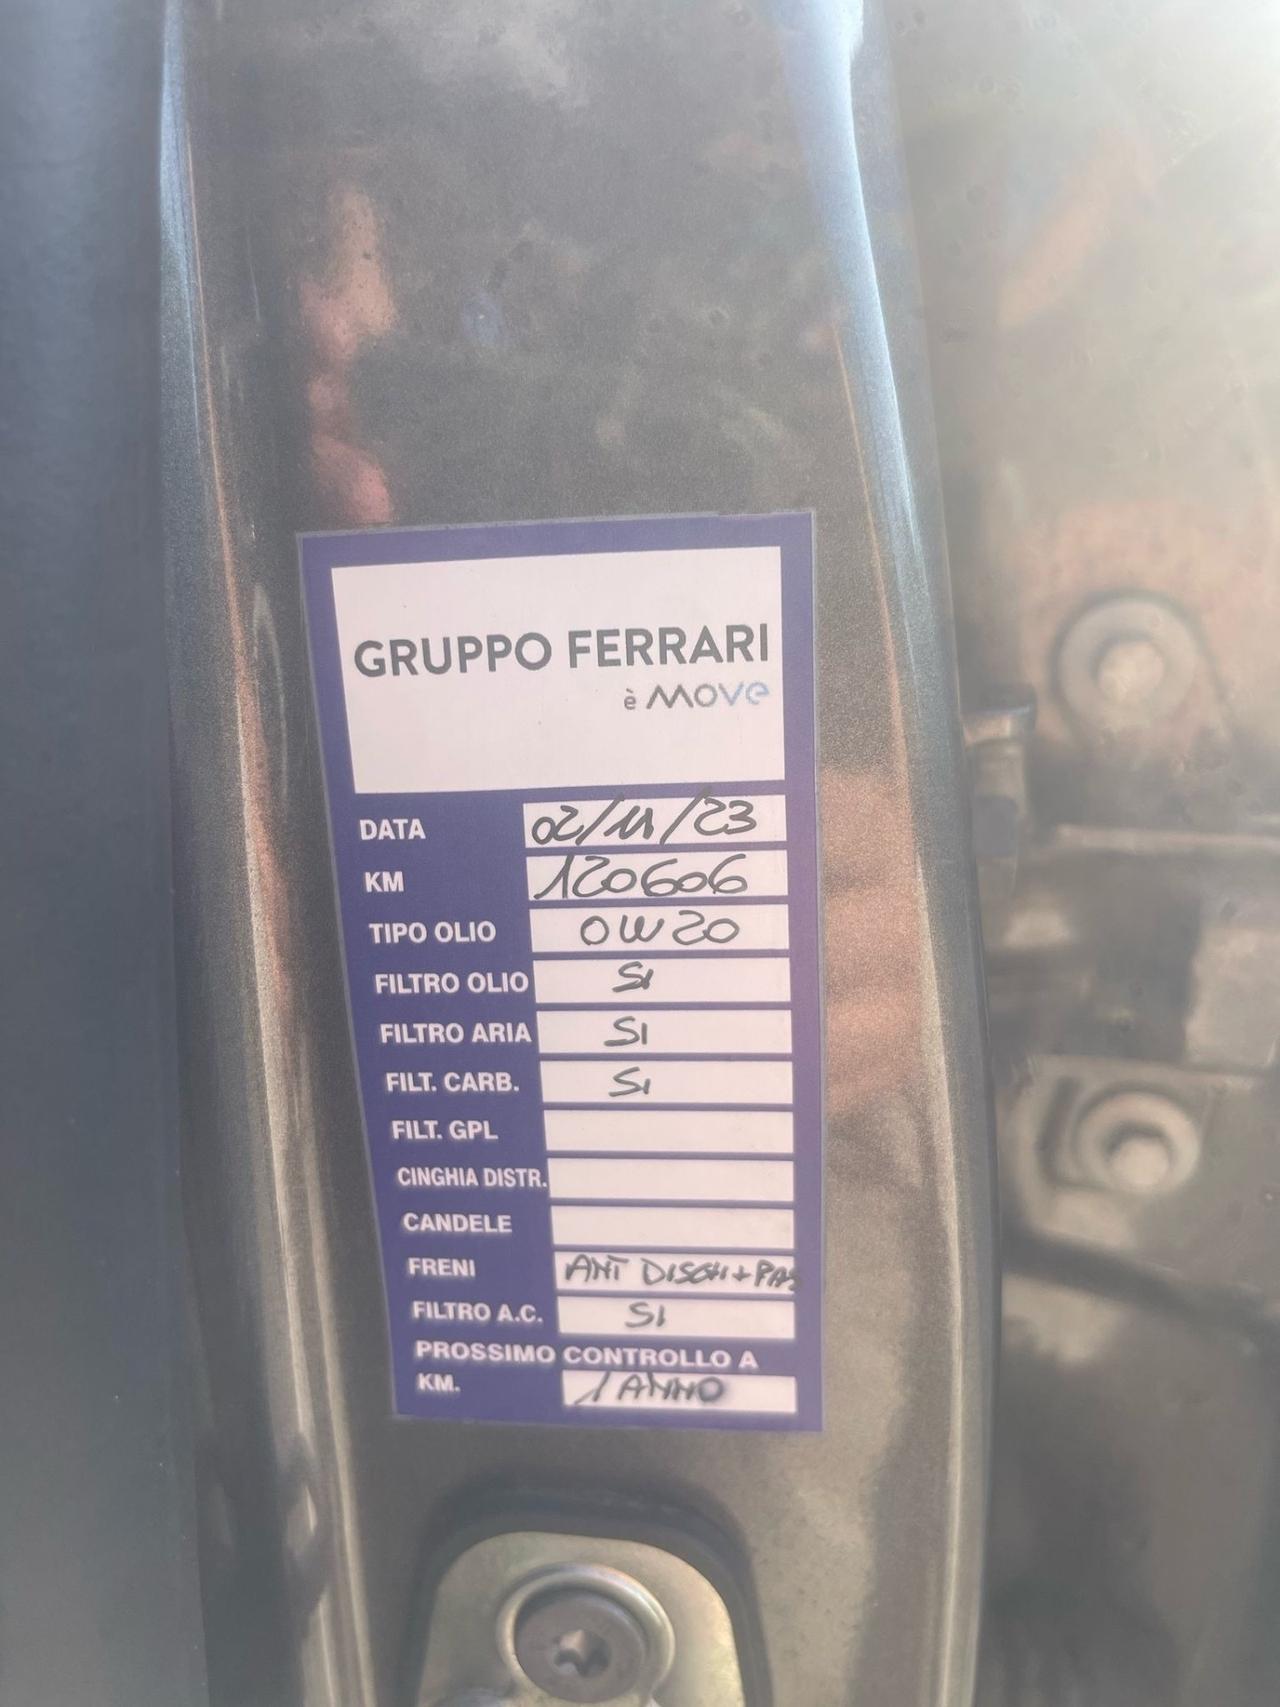 GRUPPO FERRARI
è MOVe
DATA 02/11/23
KM 120606
TIPO OLIO 0W20
FILTRO OLIO SI
FILTRO ARIA SI
FILT. CARB. SI
FILT. GPL
CINGHIA DISTR.
CANDELE
FRENI ANT DISCHI+PAS
FILTRO A.C. SI
PROSSIMO CONTROLLO A
KM. 1 ANNO